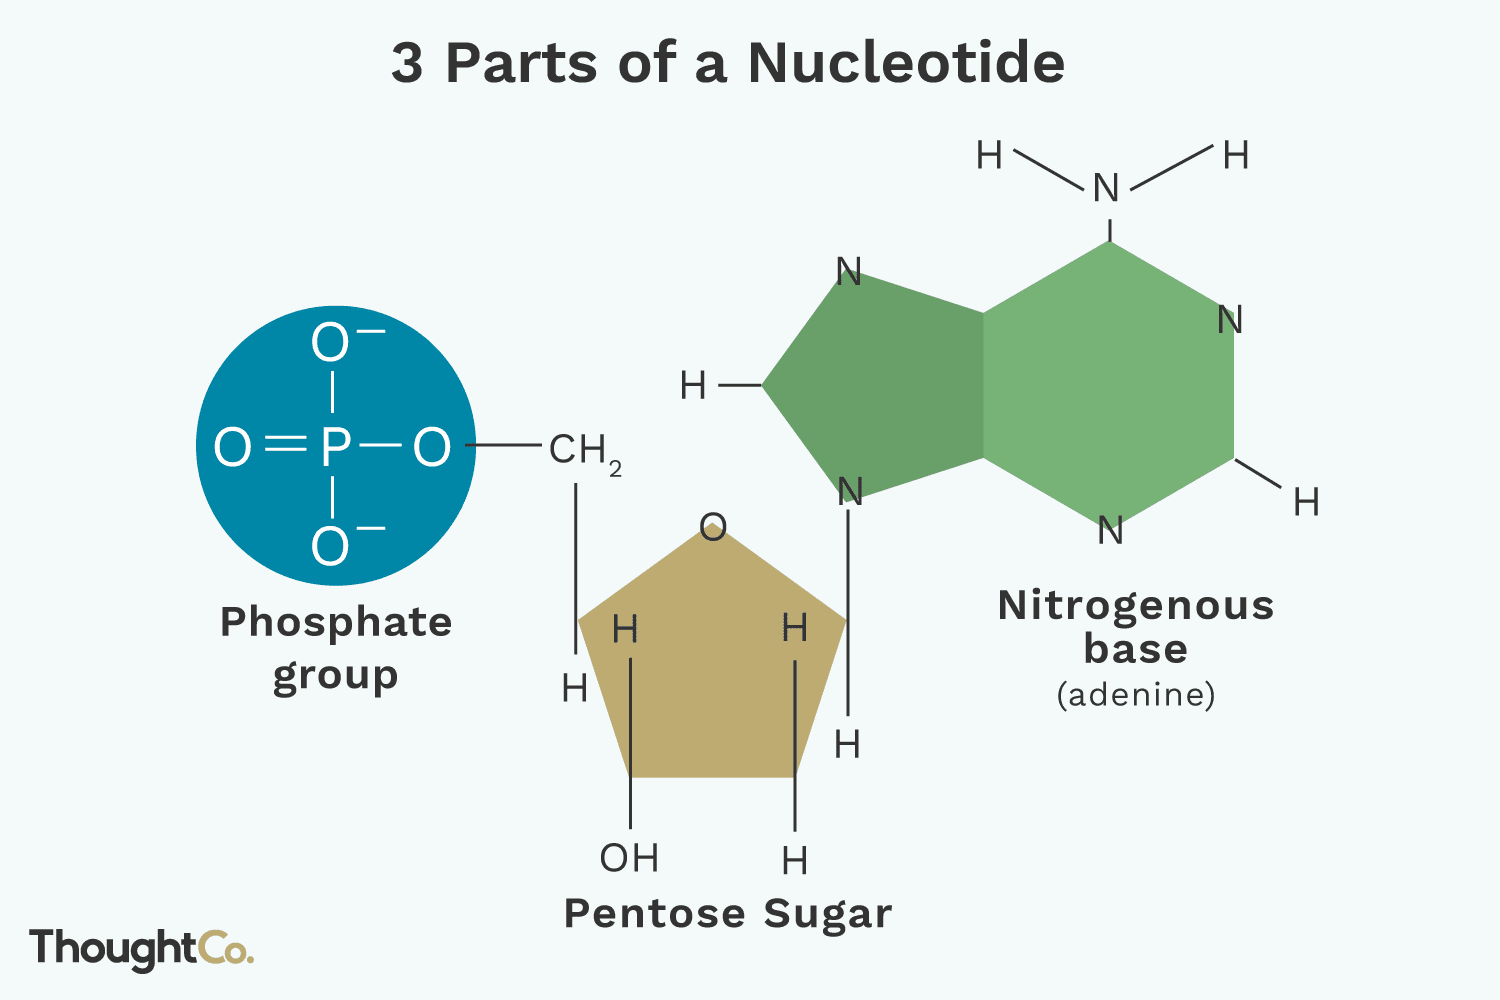 3 Parts of a Nucleotide
H H
N
N
N
H
O⁻
O=P—O—CH₂
O⁻
N
N
H
O
H H
H
H
OH H
Phosphate
group
Nitrogenous
base
(adenine)
Pentose Sugar
ThoughtCo.